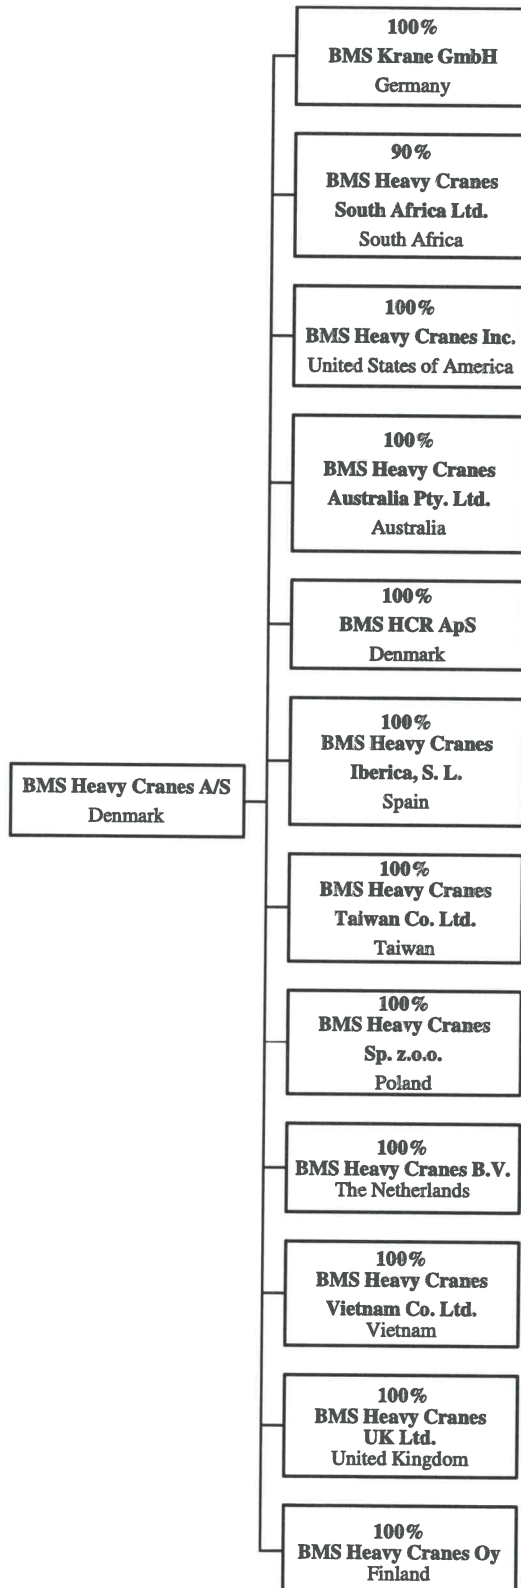 100%
BMS Krane GmbH
Germany
90%
BMS Heavy Cranes
South Africa Ltd.
South Africa
100%
BMS Heavy Cranes Inc.
United States of America
100%
BMS Heavy Cranes
Australia Pty. Ltd.
Australia
100%
BMS HCR ApS
Denmark
100%
BMS Heavy Cranes
Iberica, S. L.
Spain
BMS Heavy Cranes A/S
Denmark
100%
BMS Heavy Cranes
Taiwan Co. Ltd.
Taiwan
100%
BMS Heavy Cranes
Sp. z.o.o.
Poland
100%
BMS Heavy Cranes B.V.
The Netherlands
100%
BMS Heavy Cranes
Vietnam Co. Ltd.
Vietnam
100%
BMS Heavy Cranes
UK Ltd.
United Kingdom
100%
BMS Heavy Cranes Oy
Finland